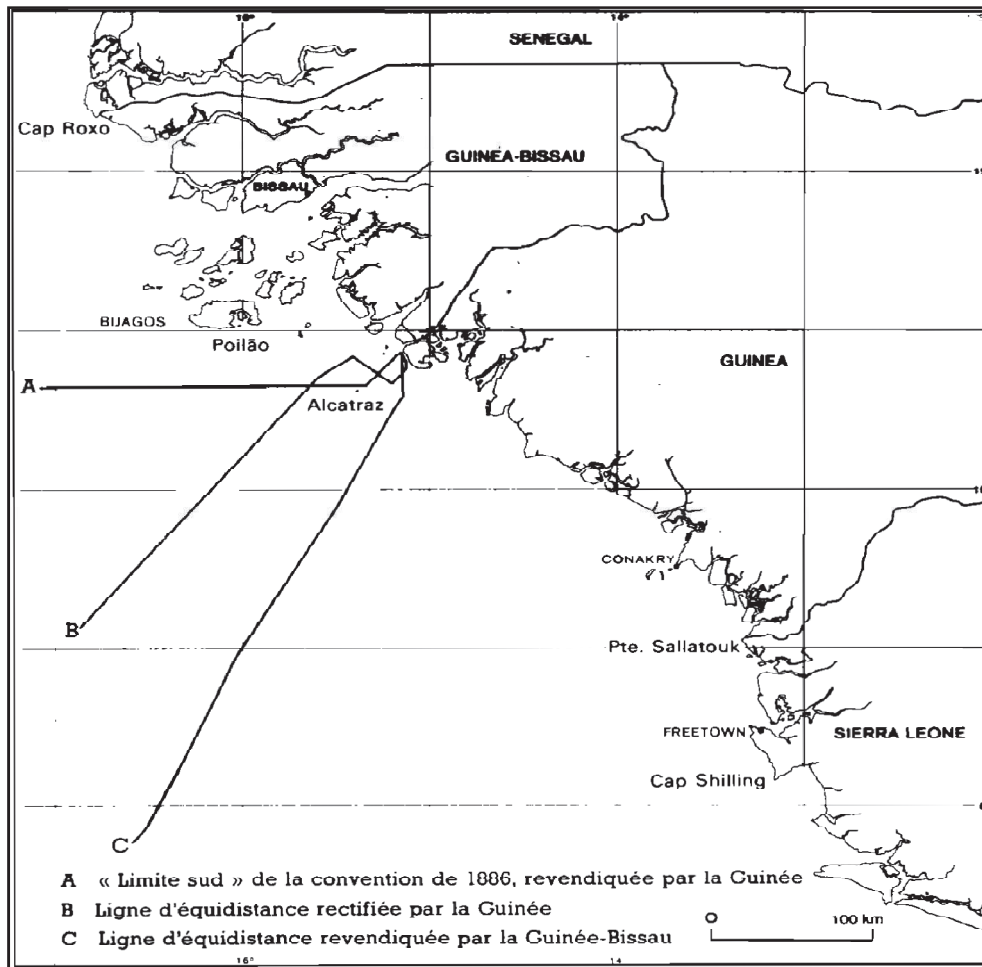 16°
14°
SENEGAL
Cap Roxo
GUINEA-BISSAU
BISSAU
BIJAGOS
Poilão
GUINEA
A
Alcatraz
CONAKRY
B
Pte. Sallatouk
FREETOWN
SIERRA LEONE
Cap Shilling
C
A « Limite sud » de la convention de 1886, revendiquée par la Guinée
B Ligne d'équidistance rectifiée par la Guinée
C Ligne d'équidistance revendiquée par la Guinée-Bissau
0
100 km
16°
14